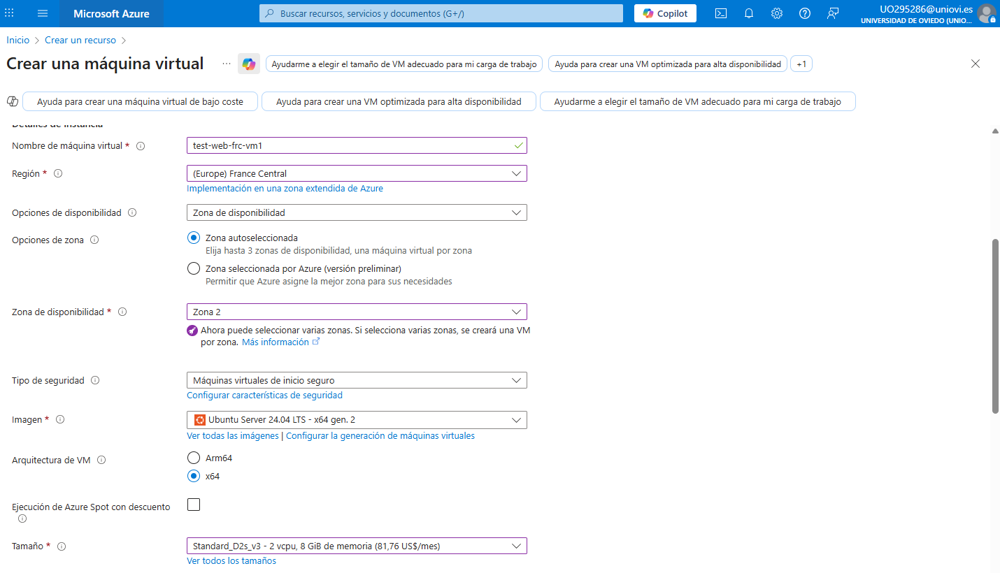 Microsoft Azure
Buscar recursos, servicios y documentos (G+/)
Copilot
UO295286@uniovi.es
UNIVERSIDAD DE OVIEDO (UNIO...
Inicio > Crear un recurso >
Crear una máquina virtual ...
Ayudarme a elegir el tamaño de VM adecuado para mi carga de trabajo
Ayuda para crear una VM optimizada para alta disponibilidad
+1
Ayuda para crear una máquina virtual de bajo coste
Ayuda para crear una VM optimizada para alta disponibilidad
Ayudarme a elegir el tamaño de VM adecuado para mi carga de trabajo
Detalles de instancia
Nombre de máquina virtual *
test-web-frc-vm1
Región *
(Europe) France Central
Implementación en una zona extendida de Azure
Opciones de disponibilidad
Zona de disponibilidad
Opciones de zona
Zona autoseleccionada
Elija hasta 3 zonas de disponibilidad, una máquina virtual por zona
Zona seleccionada por Azure (versión preliminar)
Permitir que Azure asigne la mejor zona para sus necesidades
Zona de disponibilidad *
Zona 2
Ahora puede seleccionar varias zonas. Si selecciona varias zonas, se creará una VM
por zona. Más información
Tipo de seguridad
Máquinas virtuales de inicio seguro
Configurar características de seguridad
Imagen *
Ubuntu Server 24.04 LTS - x64 gen. 2
Ver todas las imágenes | Configurar la generación de máquinas virtuales
Arquitectura de VM
Arm64
x64
Ejecución de Azure Spot con descuento
Tamaño *
Standard_D2s_v3 - 2 vcpu, 8 GiB de memoria (81,76 US$/mes)
Ver todos los tamaños